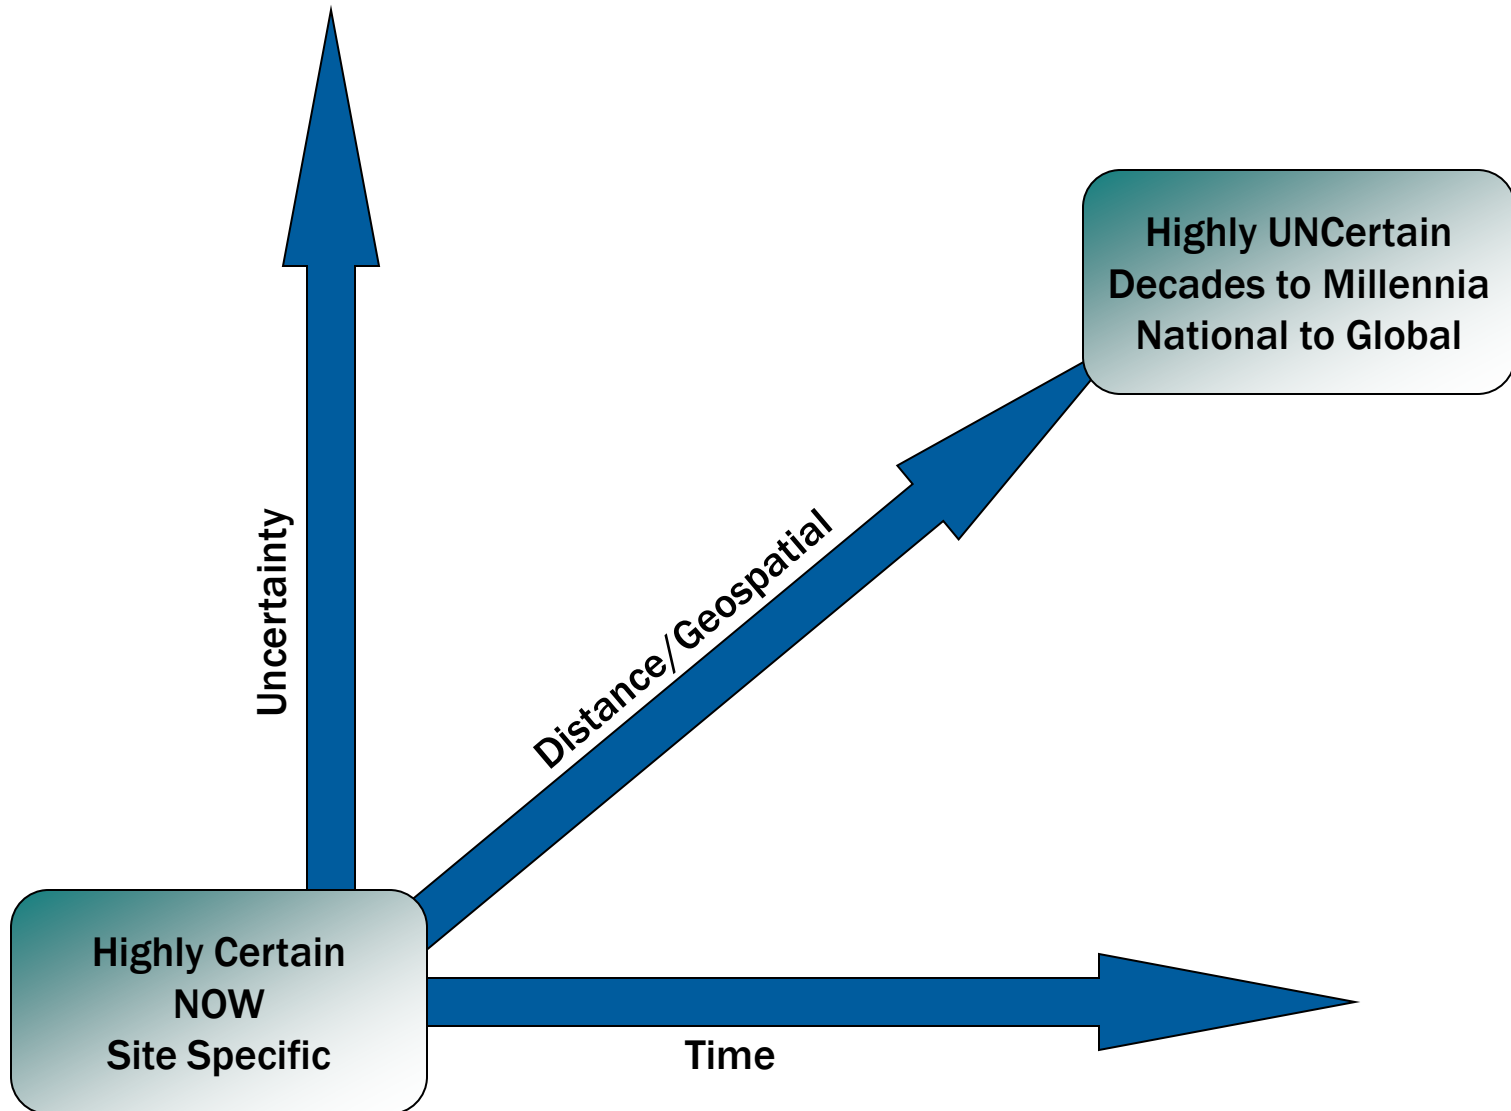 Highly UNCertain
Decades to Millennia
National to Global
Uncertainty
Distance/Geospatial
Highly Certain
NOW
Site Specific
Time